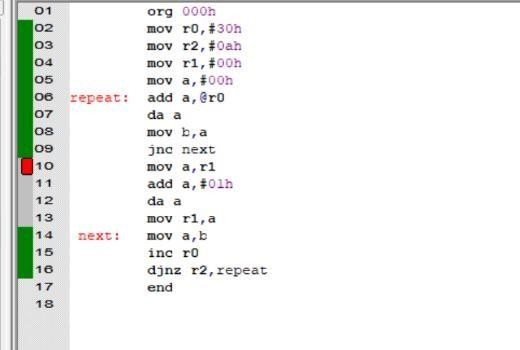 01 org 000h
02 mov r0,#30h
03 mov r2,#0ah
04 mov r1,#00h
05 mov a,#00h
06 repeat: add a,@r0
07 da a
08 mov b,a
09 jnc next
10 mov a,r1
11 add a,#01h
12 da a
13 mov r1,a
14 next: mov a,b
15 inc r0
16 djnz r2,repeat
17 end
18